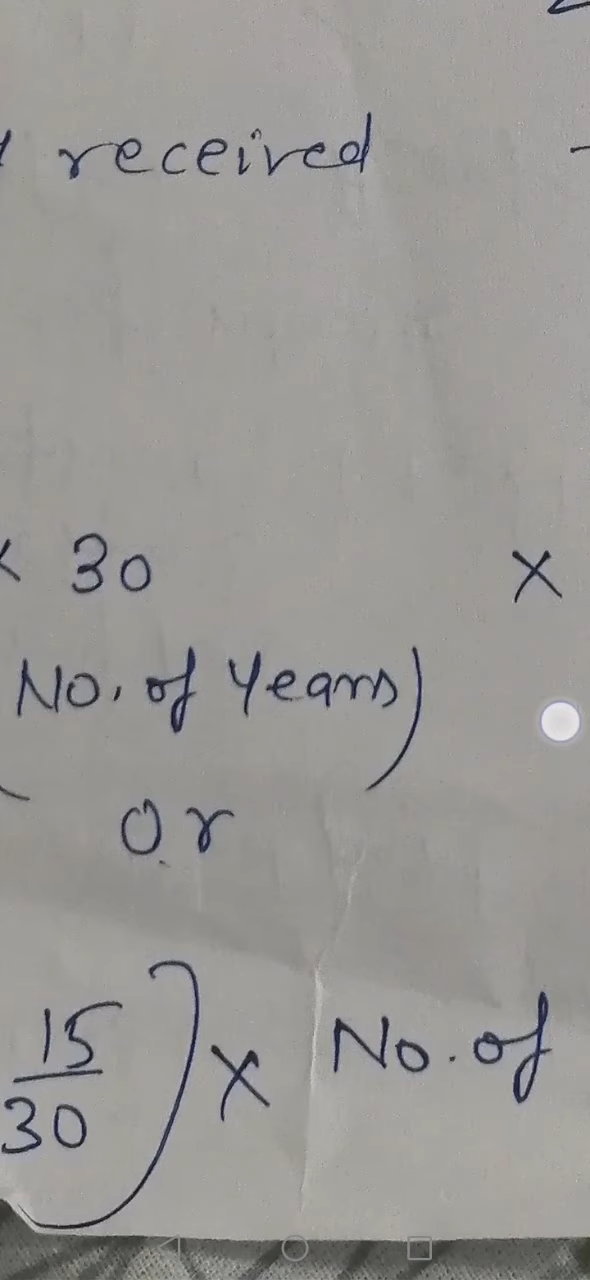 received
30 ×
No. of Years)
Or
15
30 ) × No. of